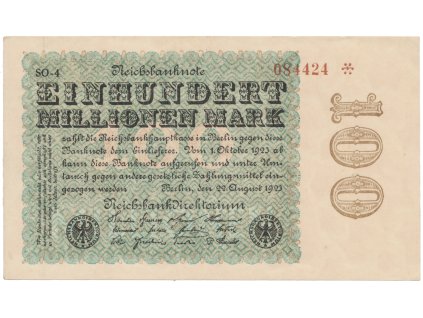 SO-4 Reichsbanknote 084424 *
EINHUNDERT
MILLIONEN MARK
zahlt die Reichsbankhauptkasse in Berlin gegen diese
Banknote dem Einlieferer. Vom 1. Oktober 1923 ab
kann diese Banknote aufgerufen und unter Um-
tausch gegen andere gesetzliche Zahlungsmittel ein-
gezogen werden Berlin, den 22. August 1923
Reichsbankdirektorium
100